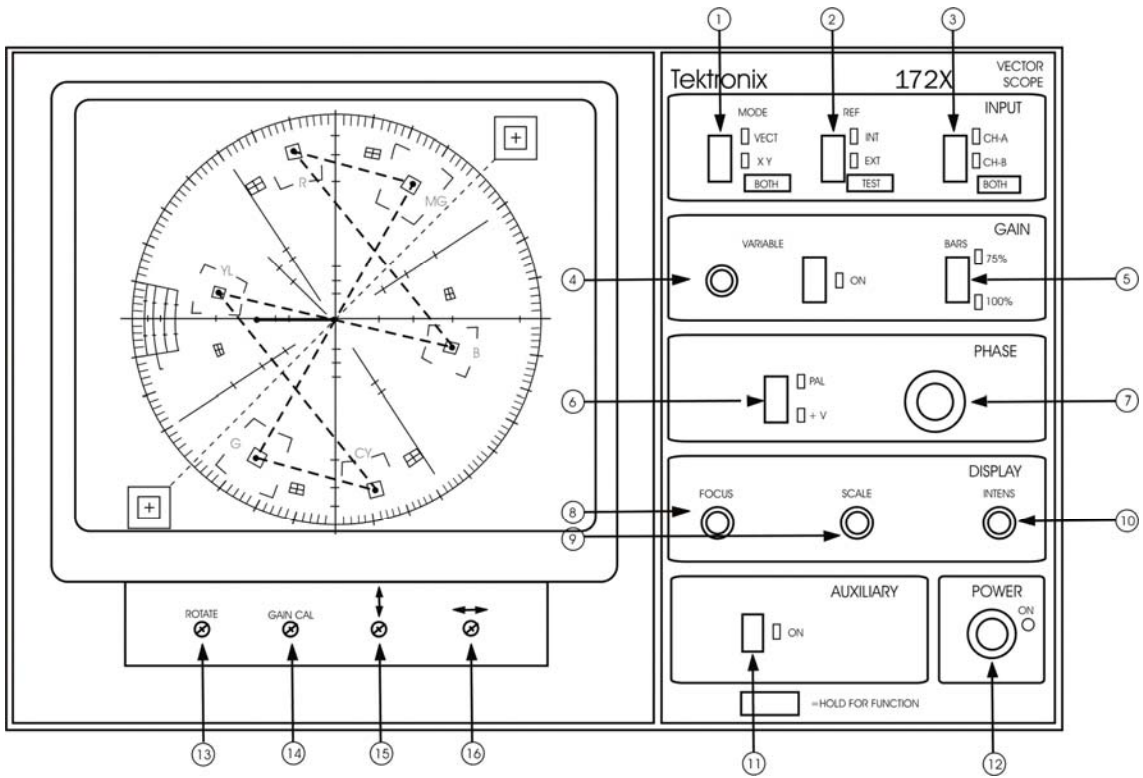 1 2 3
Tektronix 172X VECTOR SCOPE
INPUT
MODE REF
VECT INT CH-A
X Y EXT CH-B
BOTH TEST BOTH
R MG
YL B
G CY
GAIN
VARIABLE BARS
75%
4 ON 5
100%
PHASE
PAL
6 7
+ V
DISPLAY
FOCUS SCALE INTENS
8 10
9
ROTATE GAIN CAL
AUXILIARY
ON
POWER
ON
=HOLD FOR FUNCTION
13 14 15 16 11 12